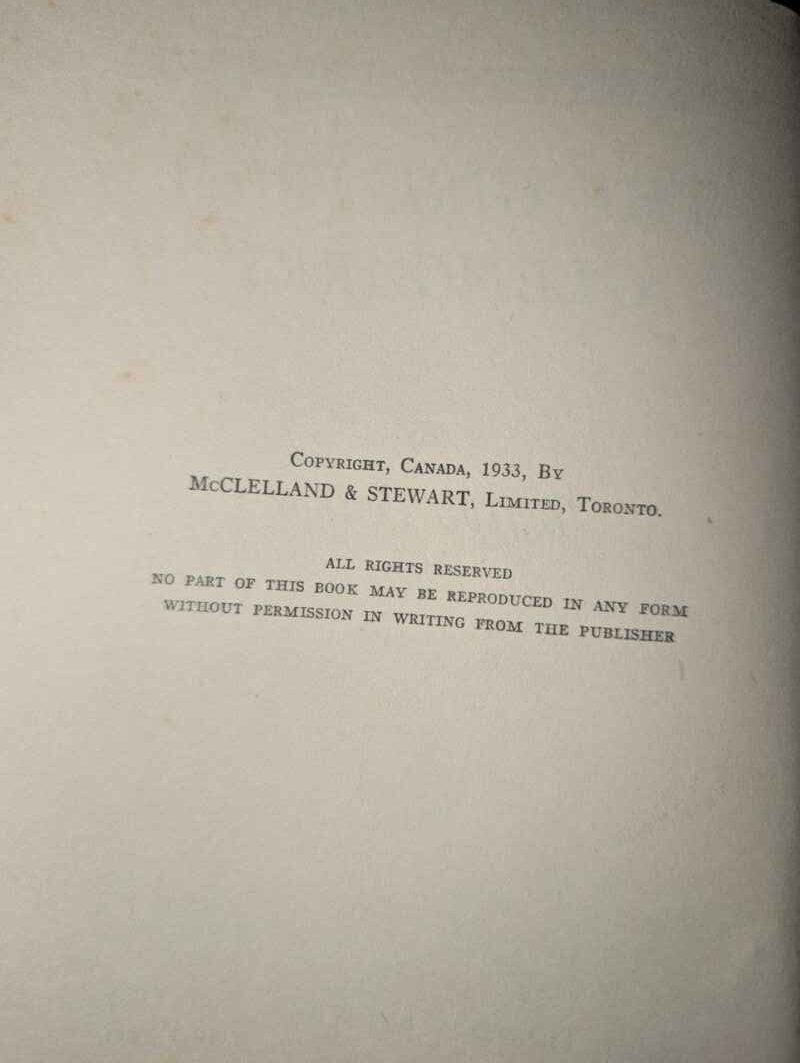 Copyright, Canada, 1933, By
McCLELLAND & STEWART, Limited, Toronto.
ALL RIGHTS RESERVED
NO PART OF THIS BOOK MAY BE REPRODUCED IN ANY FORM
WITHOUT PERMISSION IN WRITING FROM THE PUBLISHER